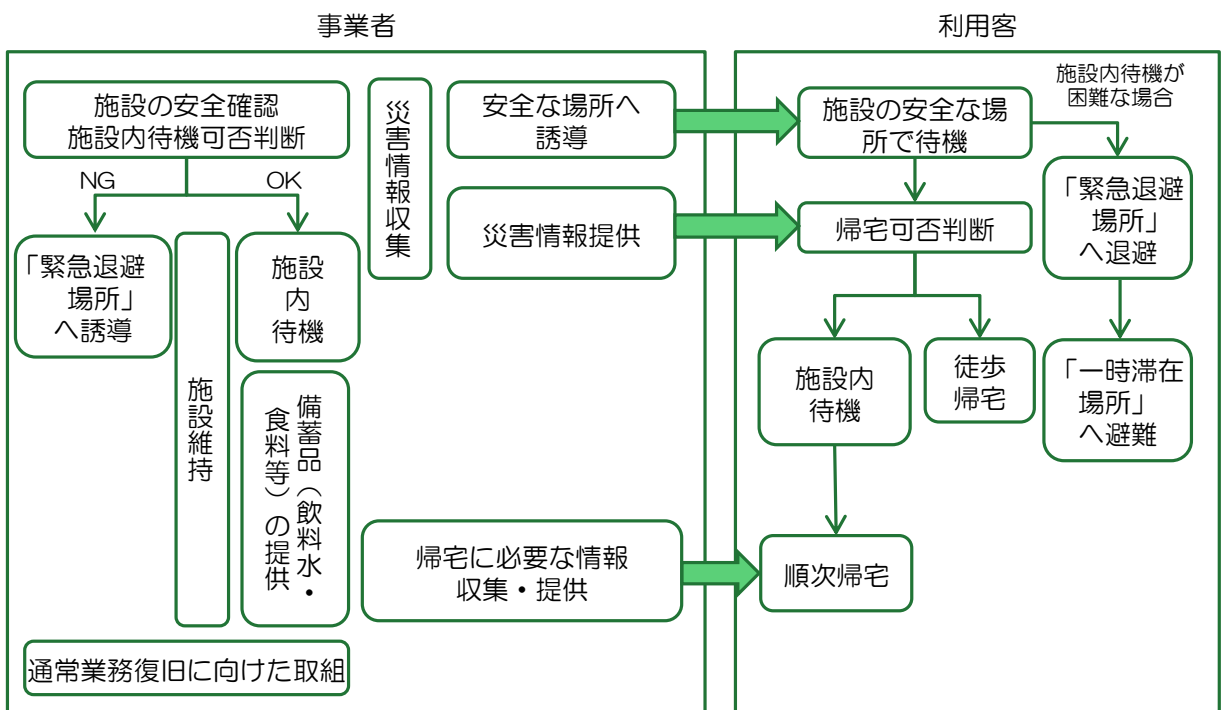 事業者
施設の安全確認
施設内待機可否判断
NG
OK
「緊急退避
場所」
へ誘導
施設維持
施設
内
待機
備蓄品（飲料水・
食料等）の提供
災害情報収集
安全な場所へ
誘導
災害情報提供
帰宅に必要な情報
収集・提供
通常業務復旧に向けた取組
利用客
施設内待機が
困難な場合
施設の安全な場
所で待機
帰宅可否判断
「緊急退避
場所」
へ退避
施設内
待機
徒歩
帰宅
「一時滞在
場所」
へ避難
順次帰宅